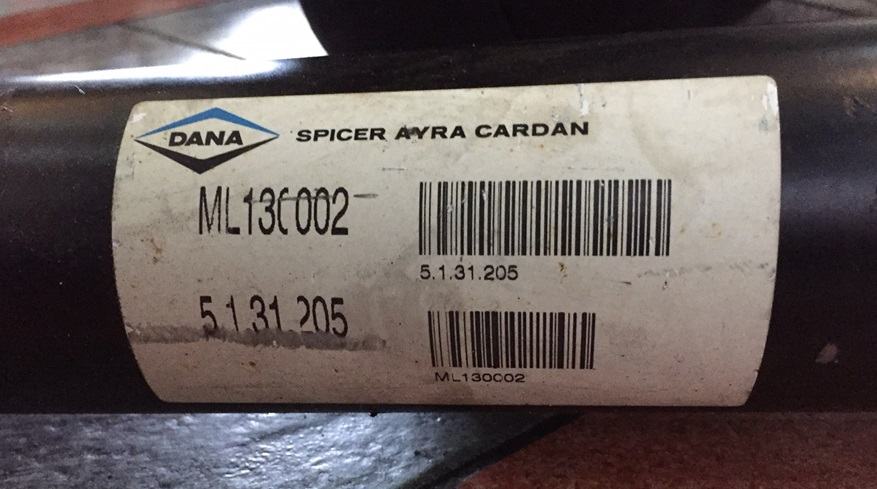 DANA
SPICER AYRA CARDAN
ML130002
5.1.31.205
5.1.31.205
ML130002